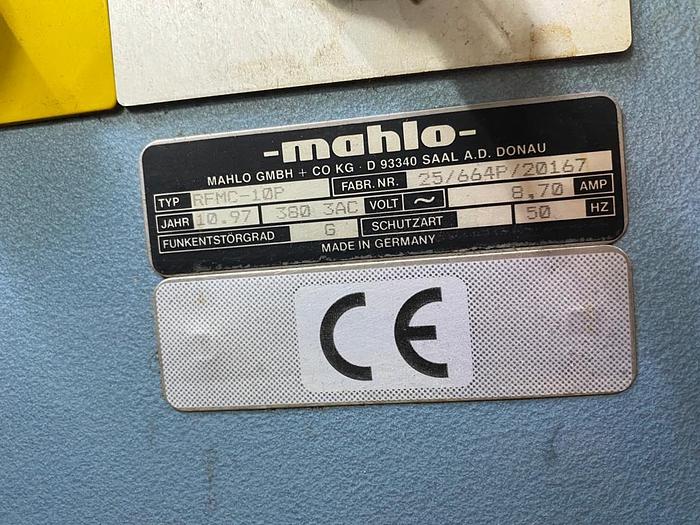 -mahlo-
MAHLO GMBH + CO KG · D 93340 SAAL A.D. DONAU
TYP RFMC-10P FABR.NR. 25/664P/20167
JAHR 10.97 380 3AC VOLT ~ 8,70 AMP
FUNKENTSTÖRGRAD G SCHUTZART 50 HZ
MADE IN GERMANY
CE